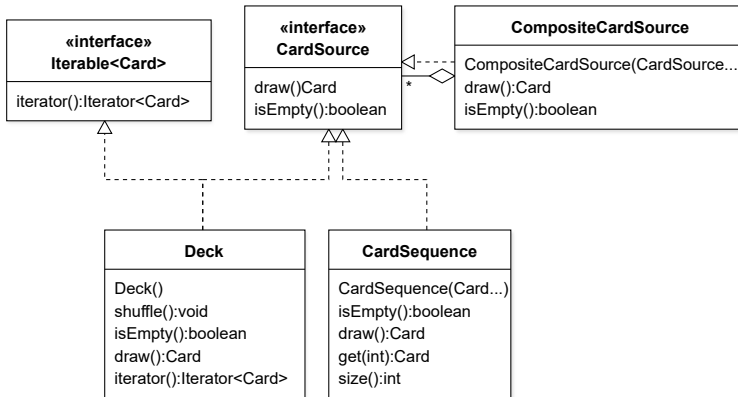 «interface»
Iterable<Card>
iterator():Iterator<Card>
«interface»
CardSource
draw()Card
isEmpty():boolean
*
CompositeCardSource
CompositeCardSource(CardSource...
draw():Card
isEmpty():boolean
Deck
Deck()
shuffle():void
isEmpty():boolean
draw():Card
iterator():Iterator<Card>
CardSequence
CardSequence(Card...)
isEmpty():boolean
draw():Card
get(int):Card
size():int